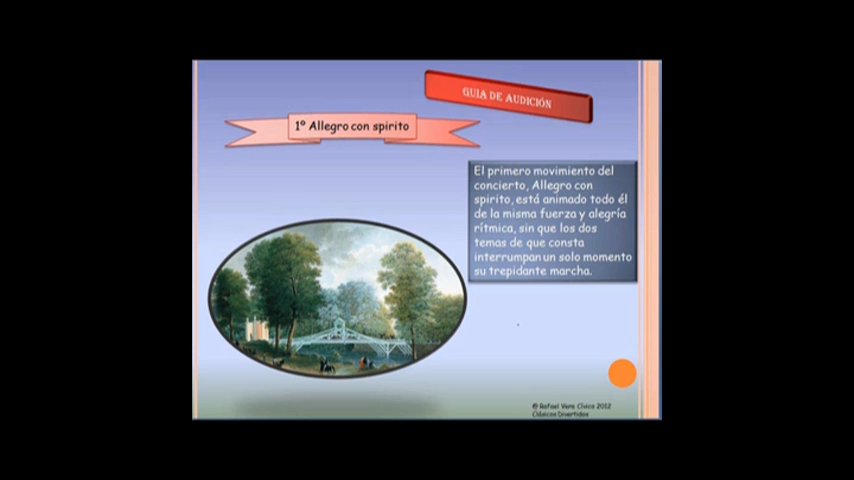 GUIA DE AUDICIÓN
1º Allegro con spirito
El primero movimiento del
concierto, Allegro con
spirito, está animado todo él
de la misma fuerza y alegría
rítmica, sin que los dos
temas de que consta
interrumpan un solo momento
su trepidante marcha.
© Rafael Vera Chico 2012
Clásicos Divertidos